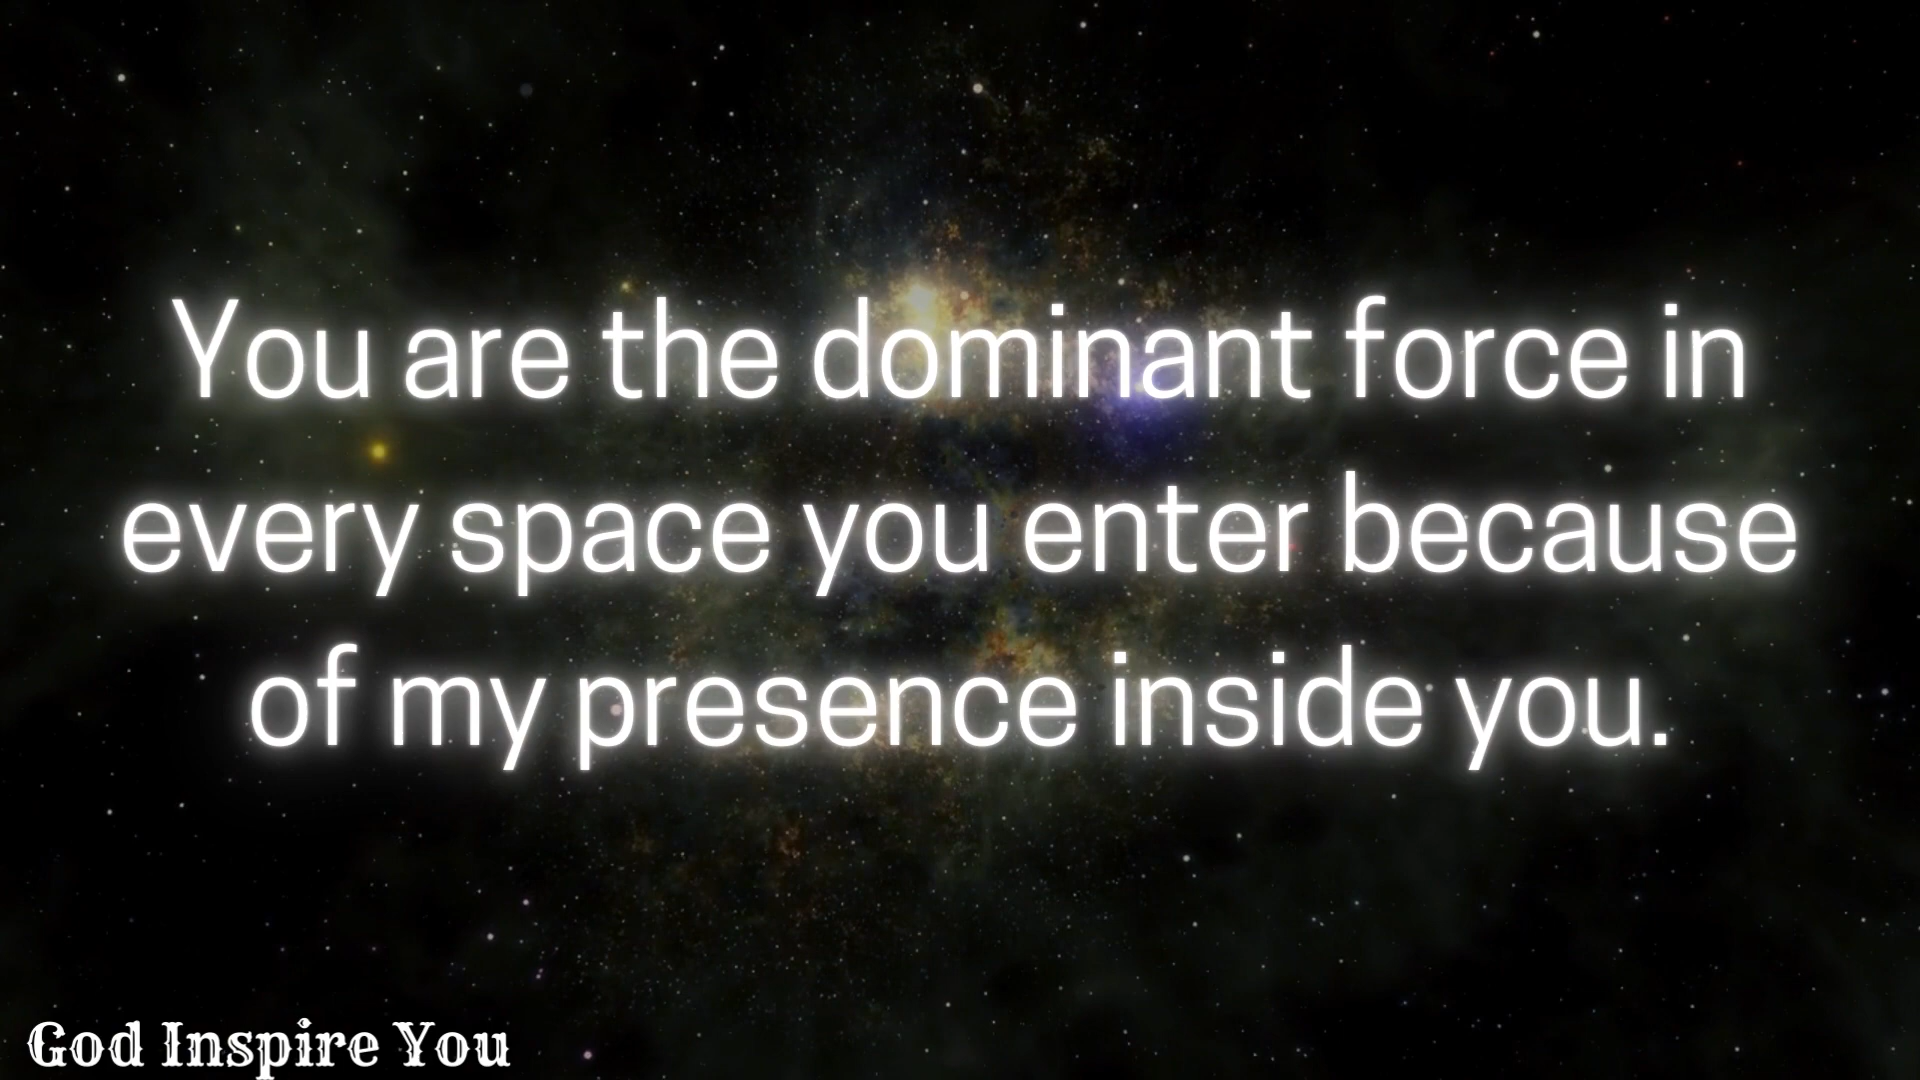 You are the dominant force in
every space you enter because
of my presence inside you.
God Inspire You